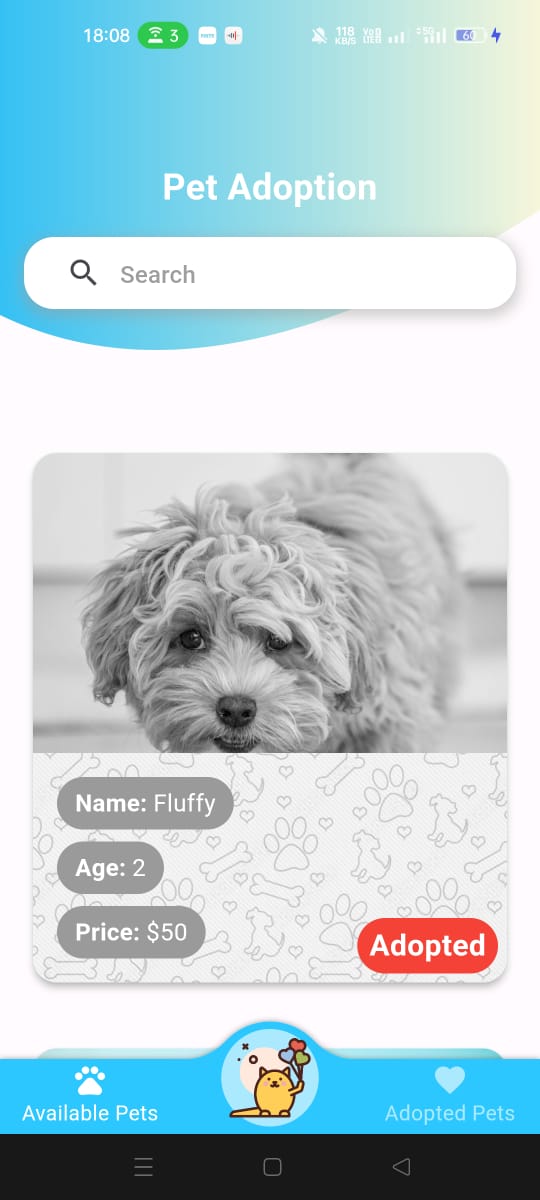 18:08 3 118 KB/S Vo LTE 5G 60
Pet Adoption
Search
Name: Fluffy
Age: 2
Price: $50
Adopted
Available Pets
Adopted Pets